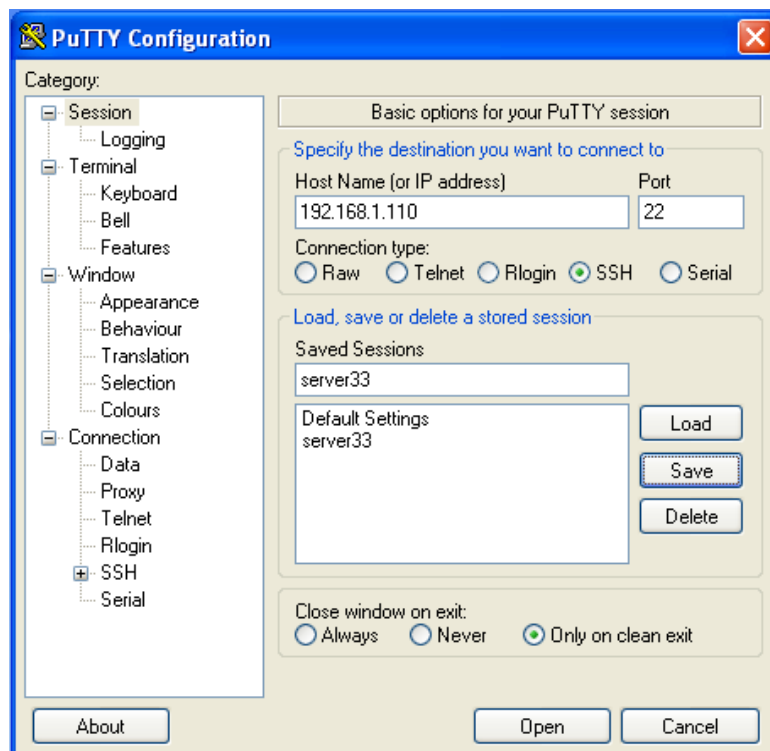 PuTTY Configuration
Category:
Session
Logging
Terminal
Keyboard
Bell
Features
Window
Appearance
Behaviour
Translation
Selection
Colours
Connection
Data
Proxy
Telnet
Rlogin
SSH
Serial
Basic options for your PuTTY session
Specify the destination you want to connect to
Host Name (or IP address) Port
192.168.1.110 22
Connection type:
Raw Telnet Rlogin SSH Serial
Load, save or delete a stored session
Saved Sessions
server33
Default Settings
server33
Load
Save
Delete
Close window on exit:
Always Never Only on clean exit
About Open Cancel